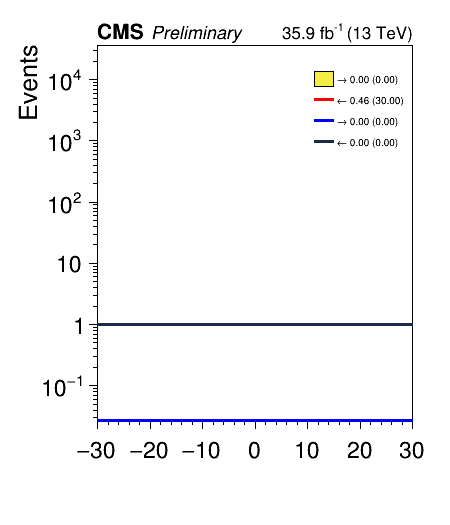 CMS Preliminary 35.9 fb⁻¹ (13 TeV)
Events
→ 0.00 (0.00)
← 0.46 (30.00)
→ 0.00 (0.00)
← 0.00 (0.00)
10⁴
10³
10²
10
1
10⁻¹
−30 −20 −10 0 10 20 30